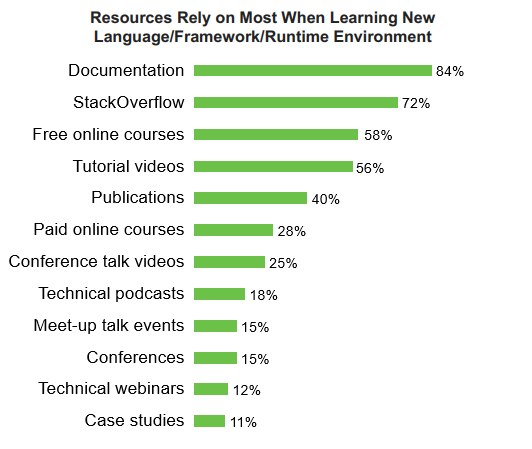 Resources Rely on Most When Learning New
Language/Framework/Runtime Environment
Documentation 84%
StackOverflow 72%
Free online courses 58%
Tutorial videos 56%
Publications 40%
Paid online courses 28%
Conference talk videos 25%
Technical podcasts 18%
Meet-up talk events 15%
Conferences 15%
Technical webinars 12%
Case studies 11%